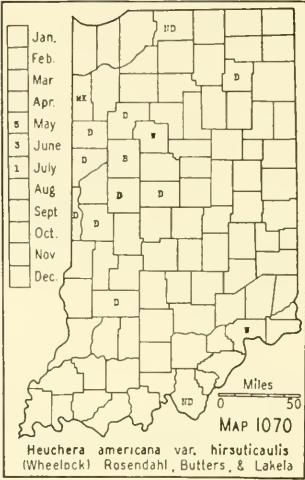 Jan.
Feb.
Mar
Apr.
5 May
3 June
1 July
Aug
Sept
Oct.
Nov
Dec.
ND
D
MX
D
D
W
D
B
D
D
D
D
D
W
ND
Miles
0 50
MAP 1070
Heuchera americana var. hirsuticaulis
(Wheelock) Rosendahl, Butters, & Lakela